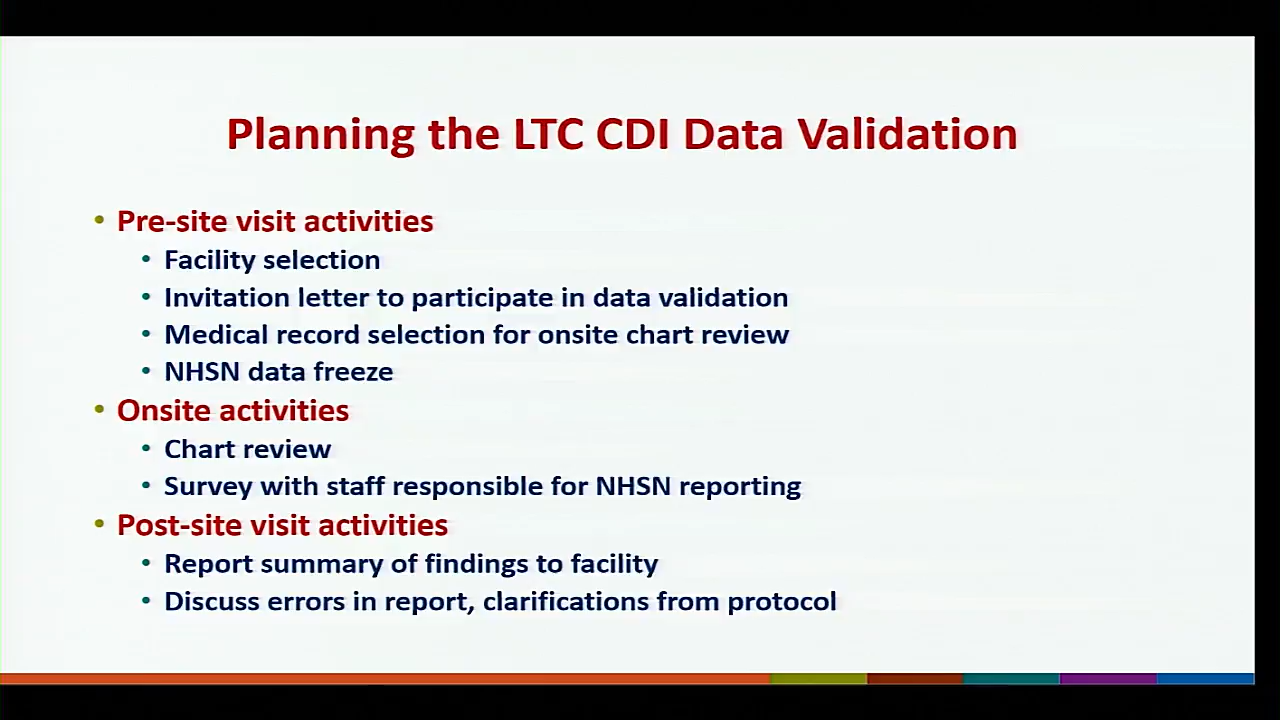 Planning the LTC CDI Data Validation
• Pre-site visit activities
• Facility selection
• Invitation letter to participate in data validation
• Medical record selection for onsite chart review
• NHSN data freeze
• Onsite activities
• Chart review
• Survey with staff responsible for NHSN reporting
• Post-site visit activities
• Report summary of findings to facility
• Discuss errors in report, clarifications from protocol